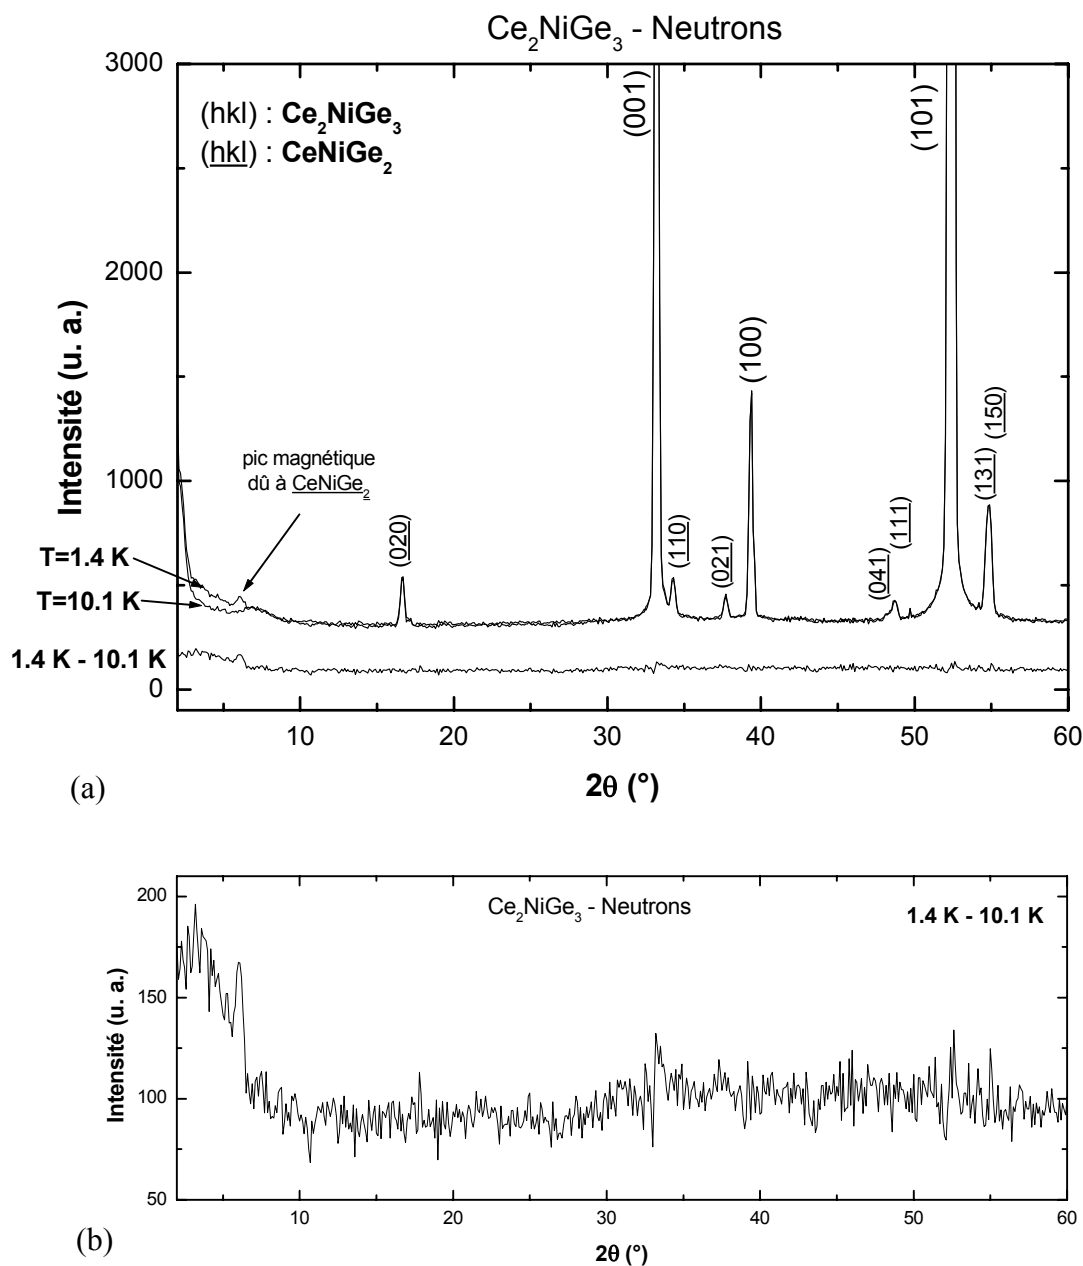 Ce₂NiGe₃ - Neutrons
3000
2000
1000
0
Intensité (u. a.)
(hkl) : Ce₂NiGe₃
(hkl) : CeNiGe₂
(001)
(101)
(100)
(150)
(131)
(111)
(041)
(021)
(110)
(020)
pic magnétique
dû à CeNiGe₂
T=1.4 K
T=10.1 K
1.4 K - 10.1 K
10 20 30 40 50 60
2θ (°)
(a)
Ce₂NiGe₃ - Neutrons
1.4 K - 10.1 K
200
150
100
50
Intensité (u. a.)
10 20 30 40 50 60
2θ (°)
(b)